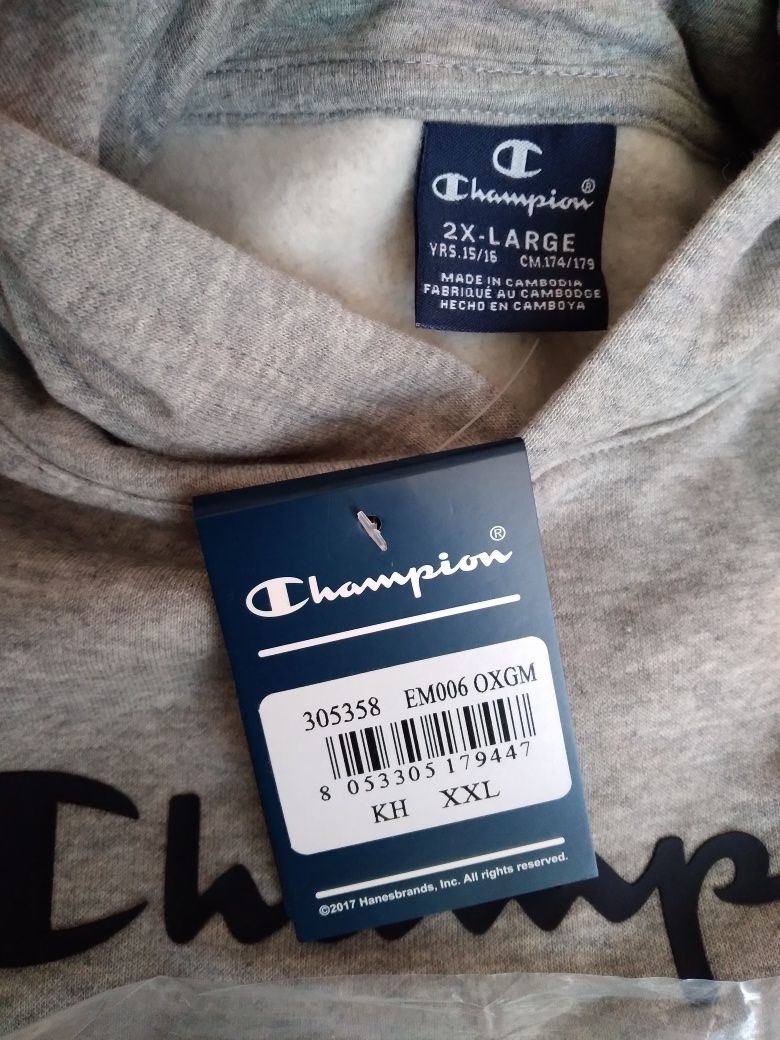 Champion®
2X-LARGE
YRS.15/16 CM.174/179
MADE IN CAMBODIA
FABRIQUÉ AU CAMBODGE
HECHO EN CAMBOYA
Champion®
305358 EM006 OXGM
8 053305 179447
KH XXL
©2017 Hanesbrands, Inc. All rights reserved.
Champ